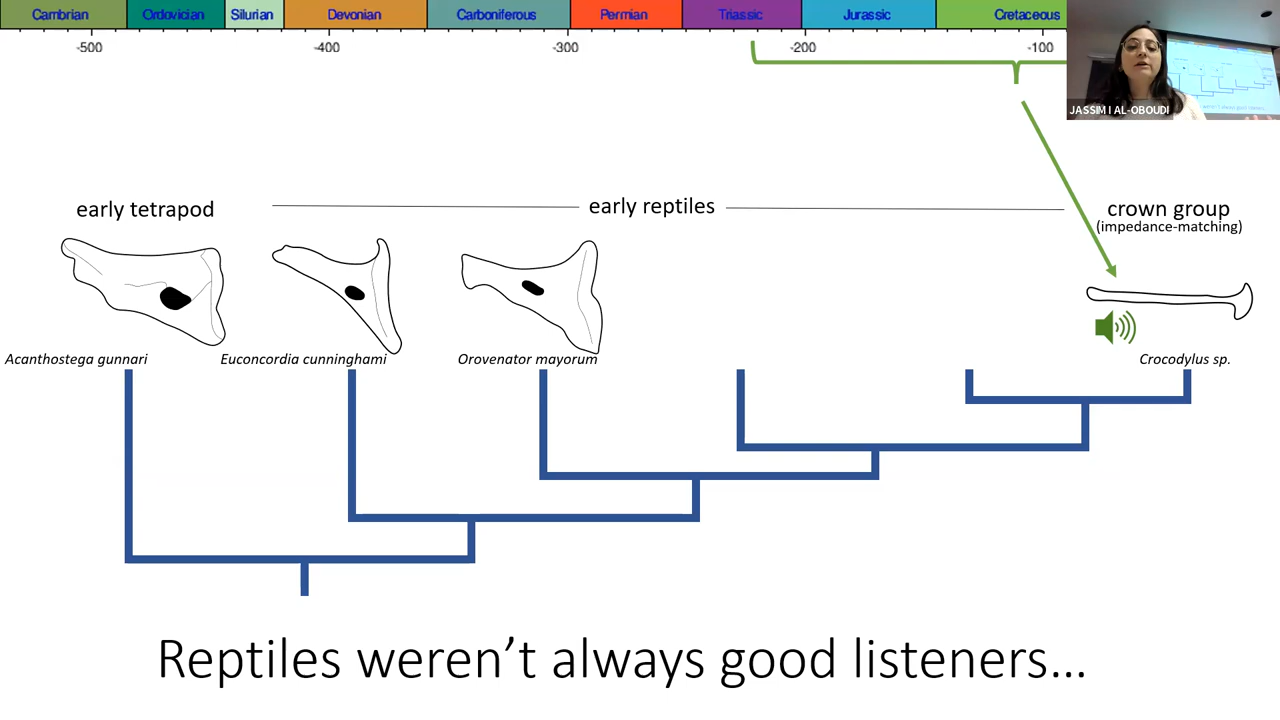 Cambrian Ordovician Silurian Devonian Carboniferous Permian Triassic Jurassic Cretaceous
-500 -400 -300 -200 -100
JASSIM I AL-OBOUDI
early tetrapod early reptiles crown group
(impedance-matching)
Acanthostega gunnari Euconcordia cunninghami Orovenator mayorum Crocodylus sp.
Reptiles weren’t always good listeners…